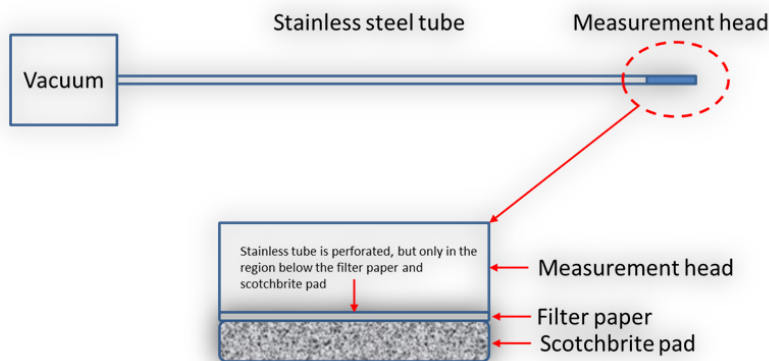 Stainless steel tube
Measurement head
Vacuum
Stainless tube is perforated, but only in the
region below the filter paper and
scotchbrite pad
Measurement head
Filter paper
Scotchbrite pad